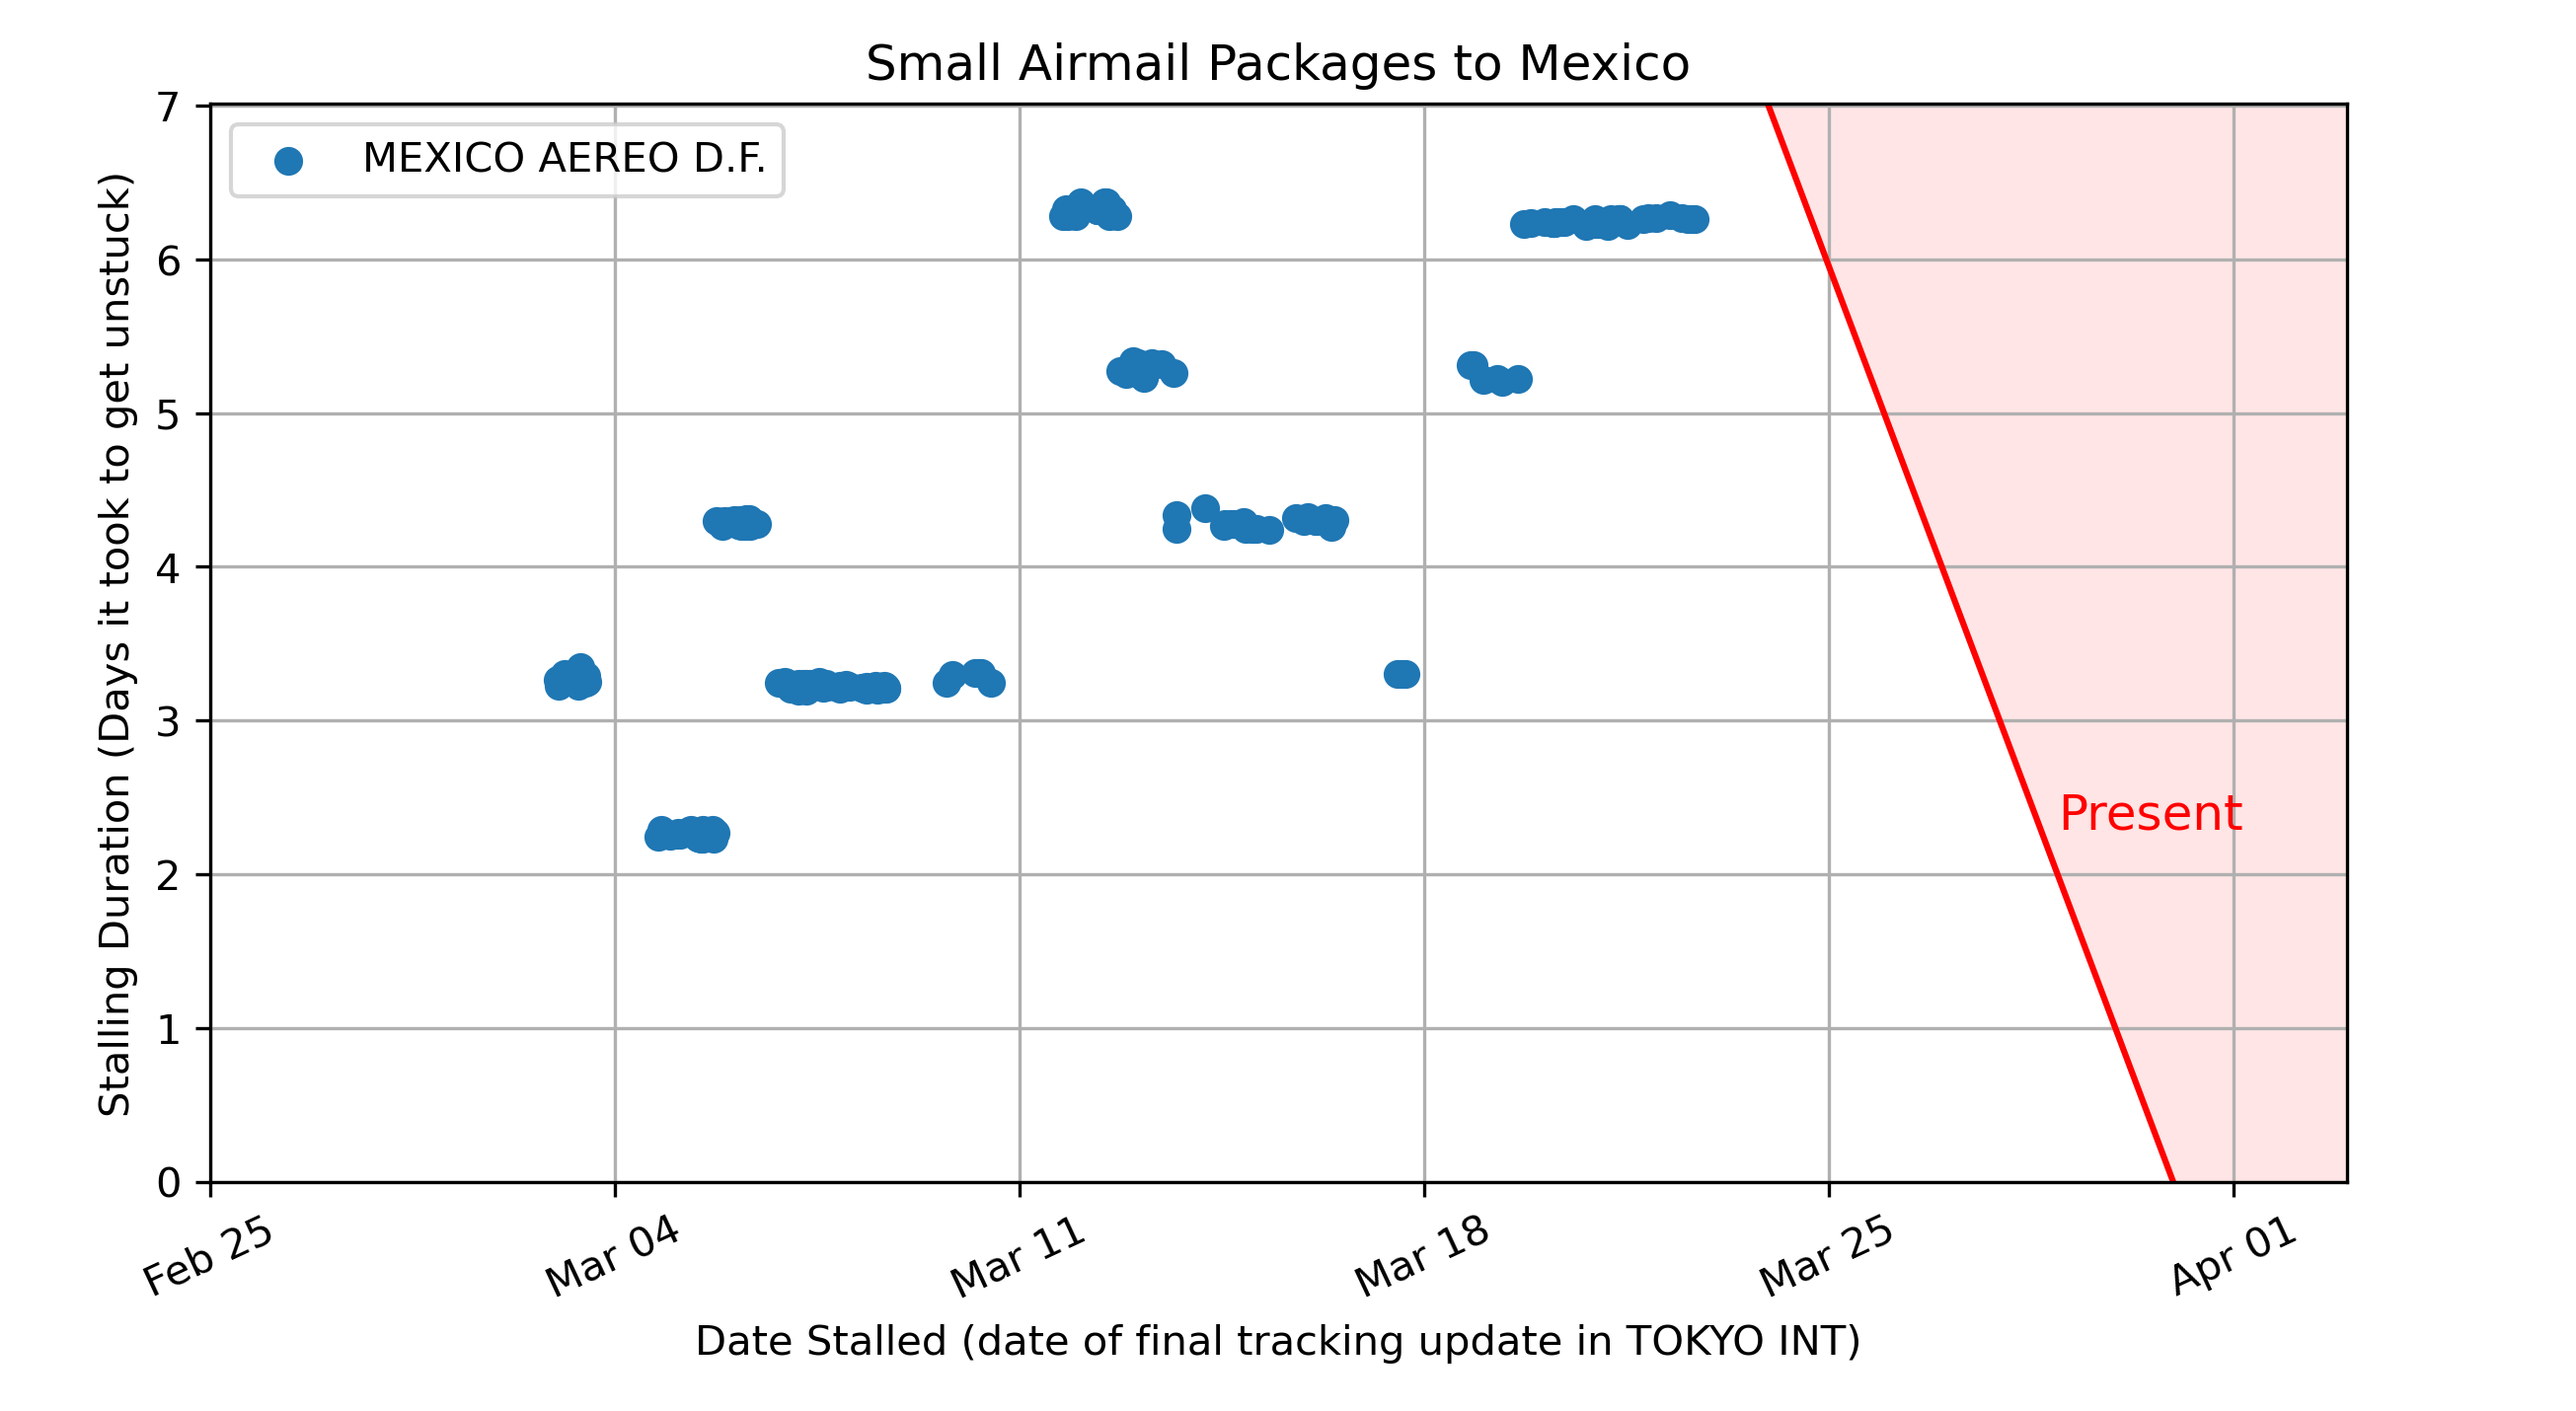 Small Airmail Packages to Mexico
MEXICO AEREO D.F.
Stalling Duration (Days it took to get unstuck)
7
6
5
4
3
2
1
0
Present
Feb 25
Mar 04
Mar 11
Mar 18
Mar 25
Apr 01
Date Stalled (date of final tracking update in TOKYO INT)